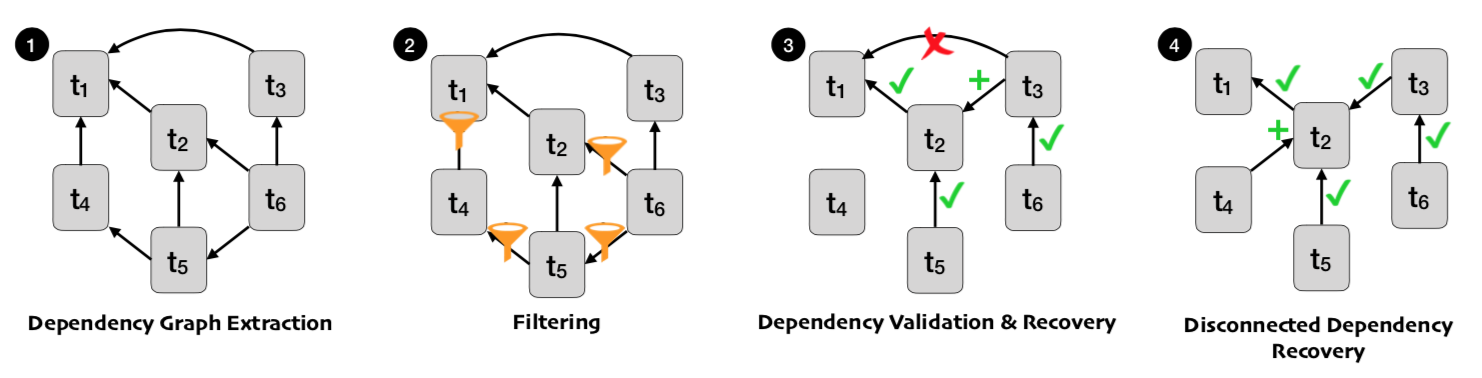 1
t1
t3
t2
t4
t6
t5
Dependency Graph Extraction
2
t1
t3
t2
t4
t6
t5
Filtering
3
t1
t3
t2
t4
t6
t5
Dependency Validation & Recovery
4
t1
t3
t2
t4
t6
t5
Disconnected Dependency
Recovery